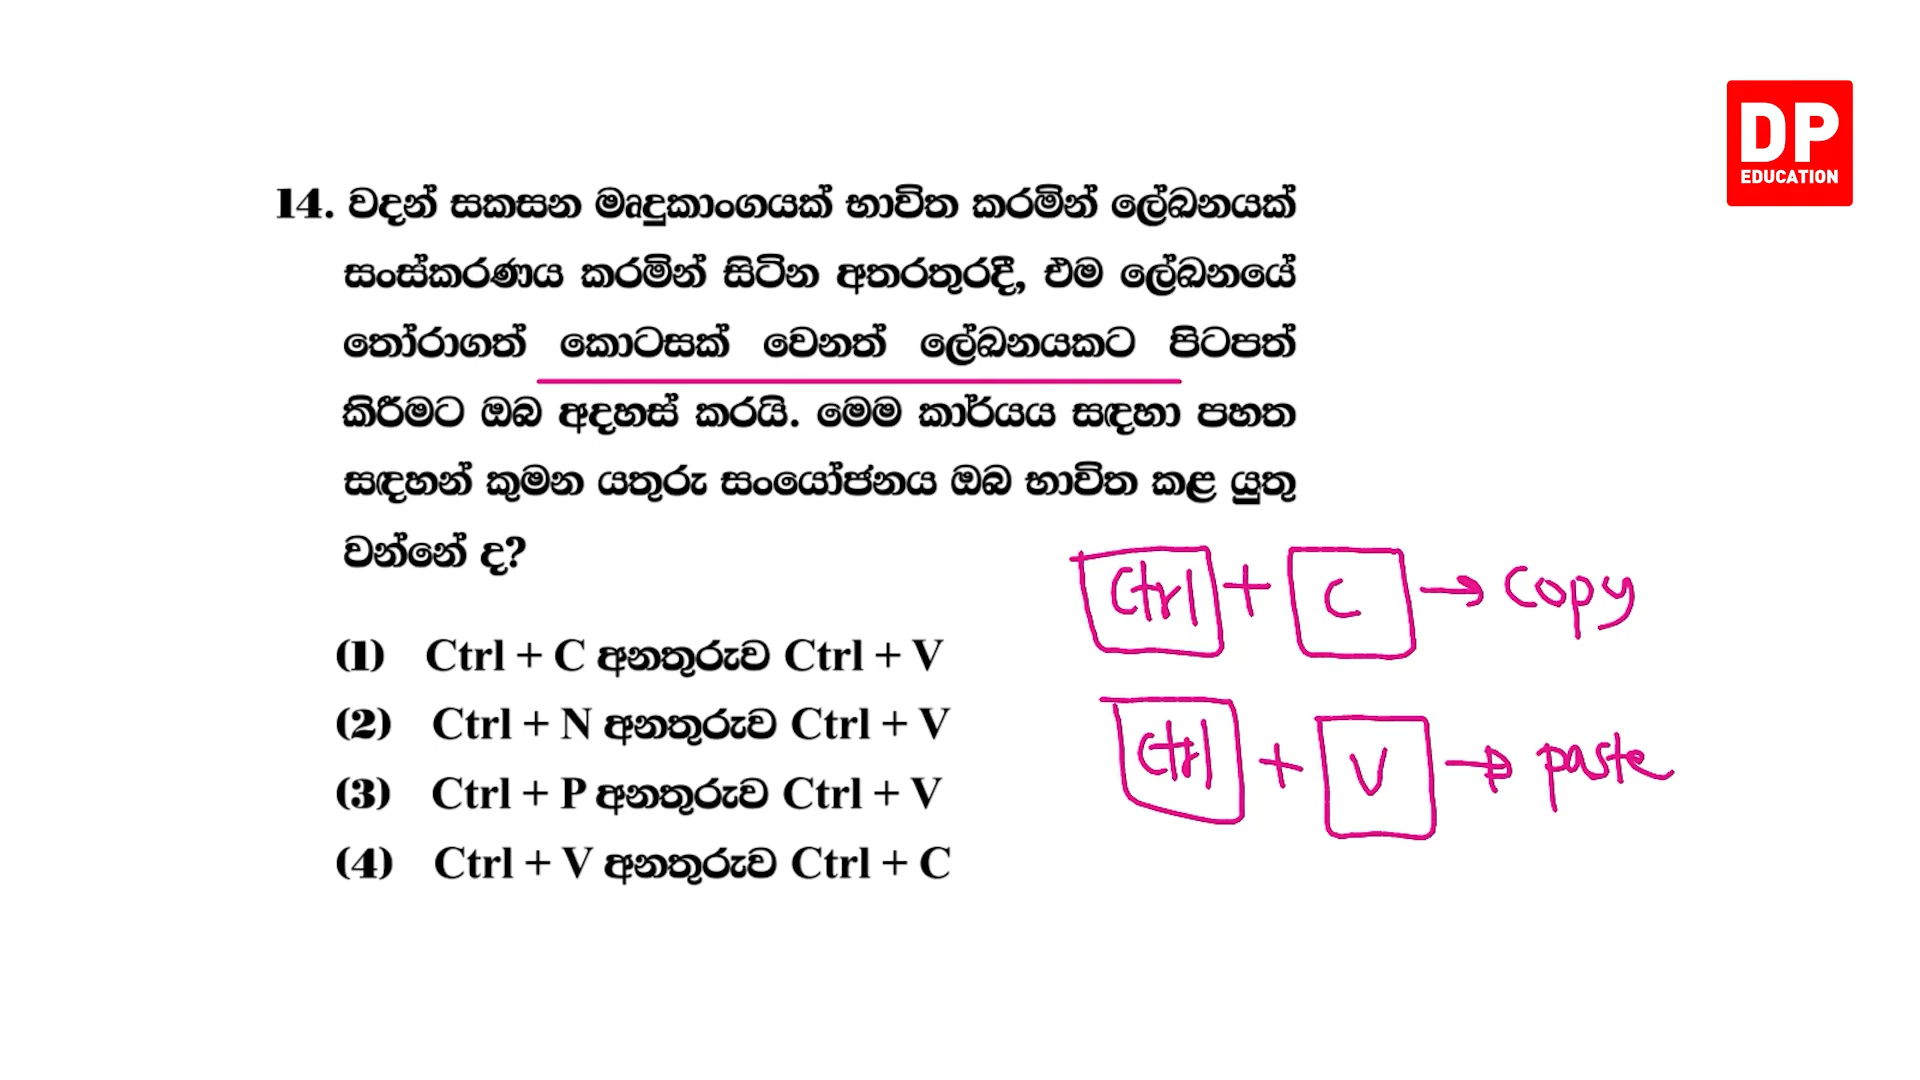 DP
EDUCATION
14. වදන් සකසන මෘදුකාංගයක් භාවිත කරමින් ලේඛනයක්
සංස්කරණය කරමින් සිටින අතරතුරදී, එම ලේඛනයේ
තෝරාගත් කොටසක් වෙනත් ලේඛනයකට පිටපත්
කිරීමට ඔබ අදහස් කරයි. මෙම කාර්යය සඳහා පහත
සඳහන් කුමන යතුරු සංයෝජනය ඔබ භාවිත කළ යුතු
වන්නේ ද?
(1) Ctrl + C අනතුරුව Ctrl + V
(2) Ctrl + N අනතුරුව Ctrl + V
(3) Ctrl + P අනතුරුව Ctrl + V
(4) Ctrl + V අනතුරුව Ctrl + C
Ctrl + C → Copy
Ctrl + V → paste